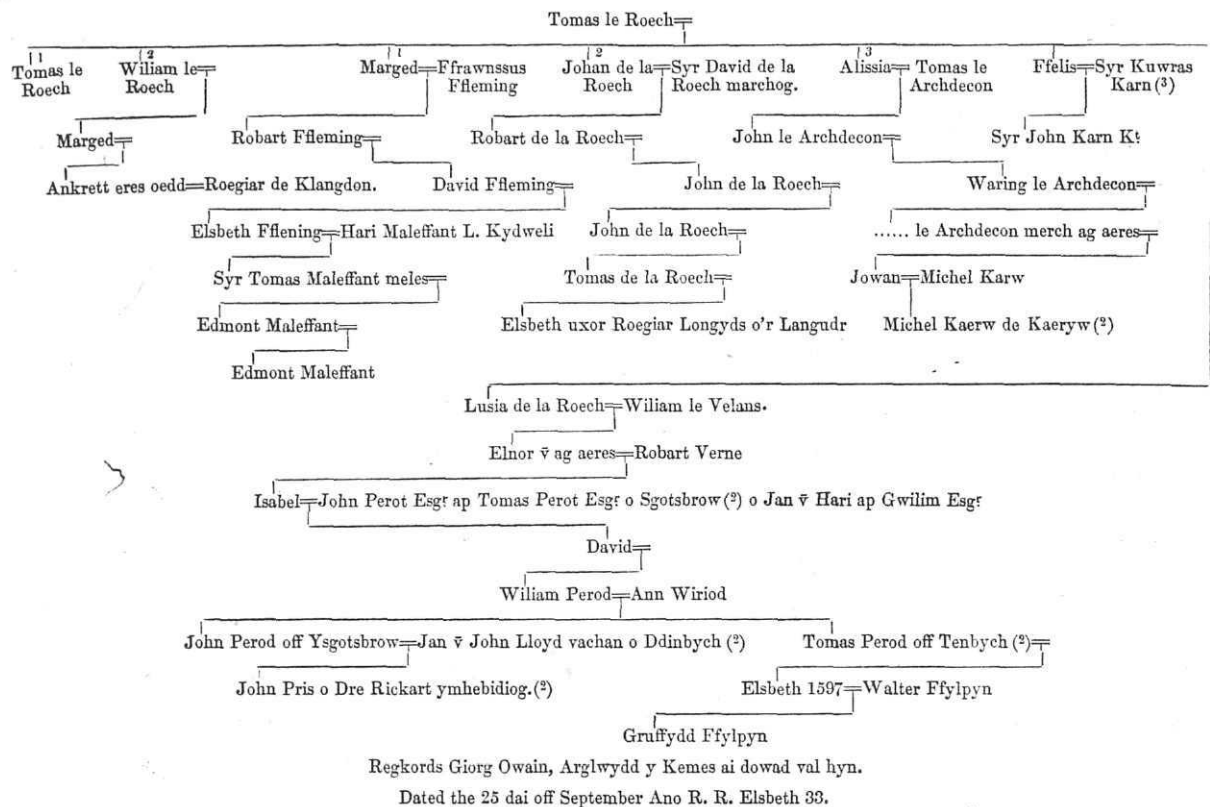 Tomas le Roech
1 2 1 2 3
Tomas le Wiliam le Marged Ffrawnssus Johan de la Syr David de la Alissia Tomas le Ffelis Syr Kuwras
Roech Roech Ffleming Roech Roech marchog. Archdecon Karn (3)
Marged Robart Ffleming Robart de la Roech John le Archdecon Syr John Karn Kt.
Ankrett eres oedd=Roegiar de Klangdon. David Ffleming John de la Roech Waring le Archdecon
Elsbeth Fflening Hari Maleffant L. Kydweli John de la Roech ...... le Archdecon merch ag aeres
Syr Tomas Maleffant meles Tomas de la Roech Jowan Michel Karw
Edmont Maleffant Elsbeth uxor Roegiar Longyds o'r Langudr Michel Kaerw de Kaeryw (2)
Edmont Maleffant
Lusia de la Roech Wiliam le Velans.
Elnor v̄ ag aeres Robart Verne
Isabel John Perot Esgr ap Tomas Perot Esgr o Sgotsbrow (2) o Jan v̄ Hari ap Gwilim Esgr
David
Wiliam Perod Ann Wiriod
John Perod off Ysgotsbrow Jan v̄ John Lloyd vachan o Ddinbych (2) Tomas Perod off Tenbych (2)
John Pris o Dre Rickart ymhebidiog. (2) Elsbeth 1597 Walter Ffylpyn
Gruffydd Ffylpyn
Regkords Giorg Owain, Arglwydd y Kemes ai dowad val hyn.
Dated the 25 dai off September Ano R. R. Elsbeth 33.